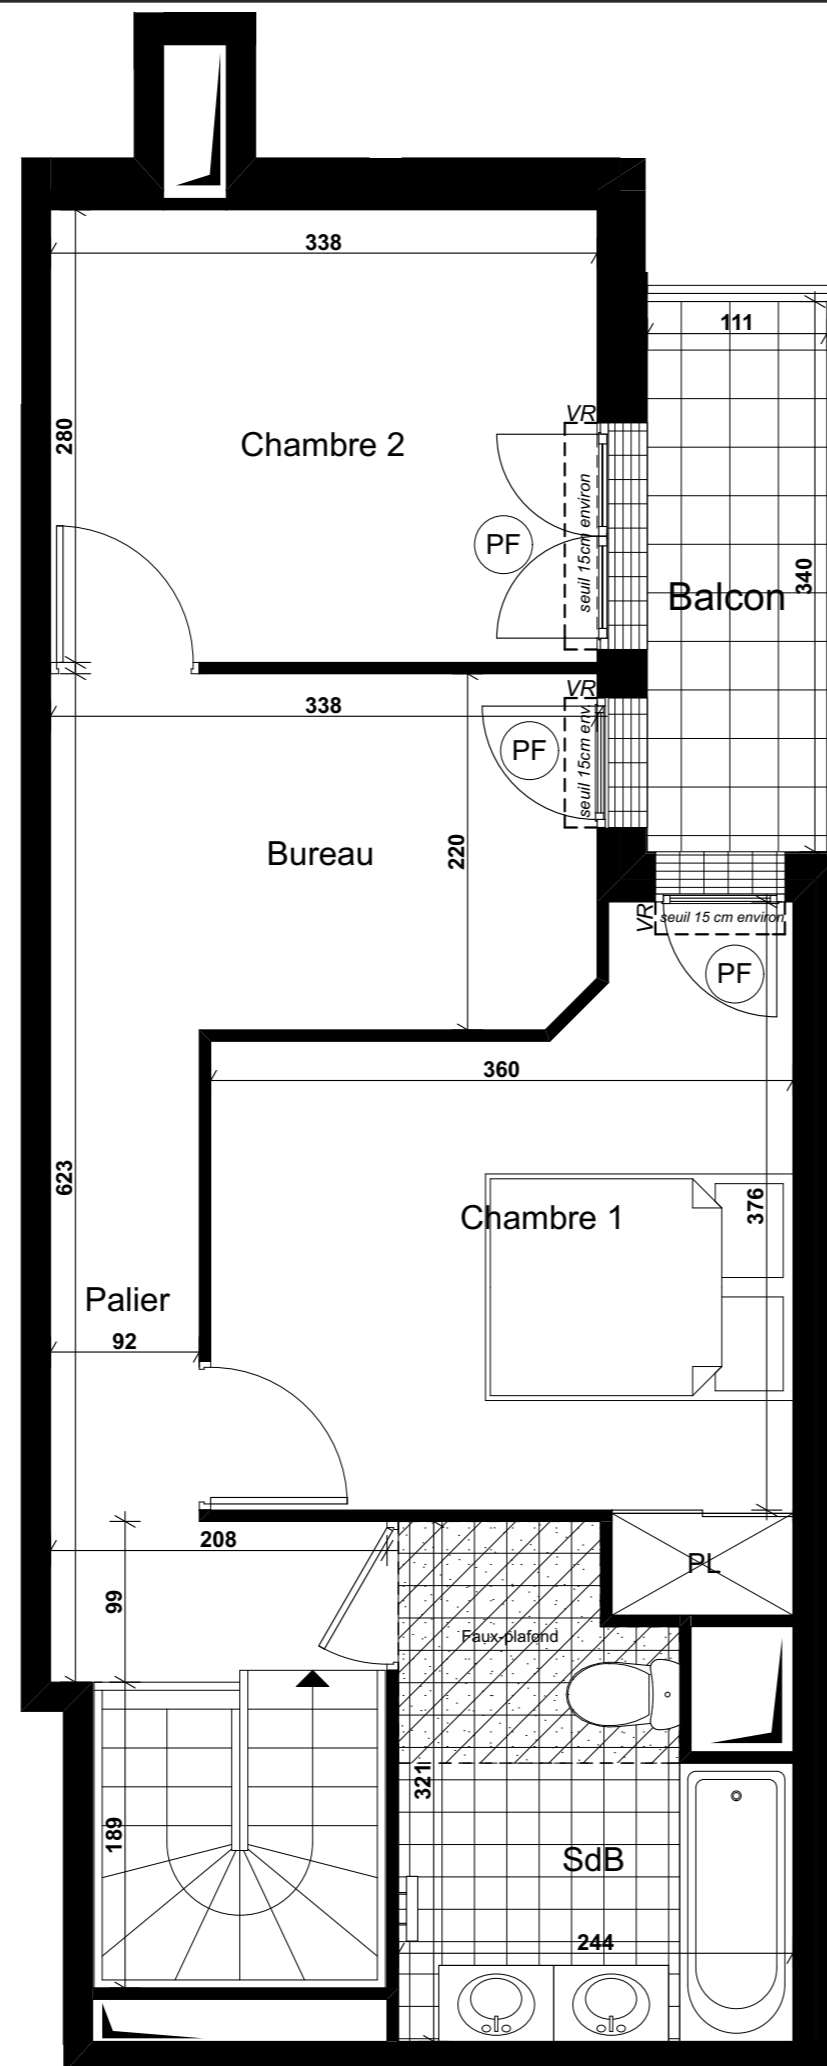 338
111
280
VR
Chambre 2
seuil 15cm environ
PF
340
Balcon
VR
338
seuil 15cm env
PF
Bureau
220
VR
seuil 15 cm environ
PF
360
623
376
Chambre 1
Palier
92
208
99
PL
Faux-plafond
321
189
SdB
244